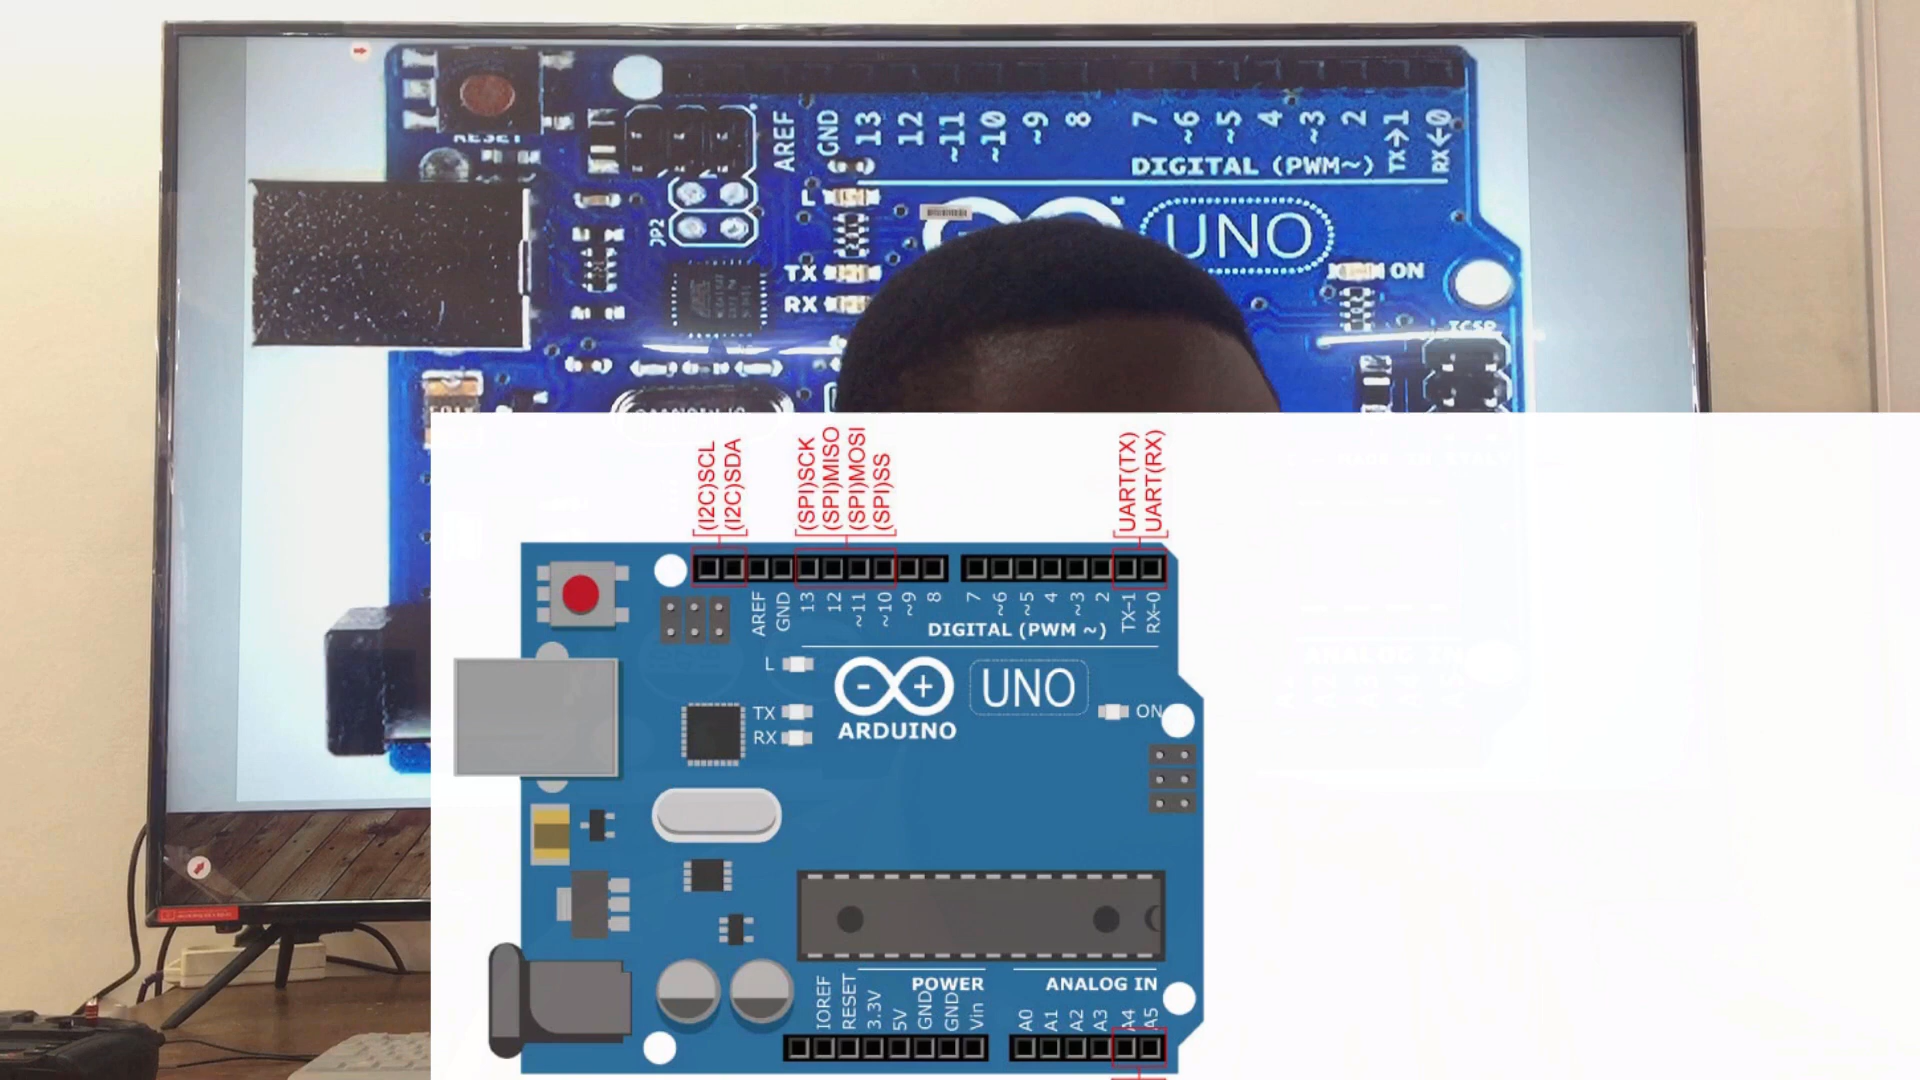 RESET
AREF
GND
13
12
~11
~10
~9
8
7
~6
~5
4
~3
2
TX→1
RX←0
DIGITAL (PWM~)
L
JP2
TX
RX
UNO
ON
ICSP
(I2C)SCL
(I2C)SDA
(SPI)SCK
(SPI)MISO
(SPI)MOSI
(SPI)SS
UART(TX)
UART(RX)
AREF
GND
13
12
~11
~10
~9
8
7
~6
~5
4
~3
2
TX-1
RX-0
DIGITAL (PWM ~)
L
TX
RX
UNO
ARDUINO
ON
POWER
ANALOG IN
IOREF
RESET
3.3V
5V
GND
GND
Vin
A0
A1
A2
A3
A4
A5